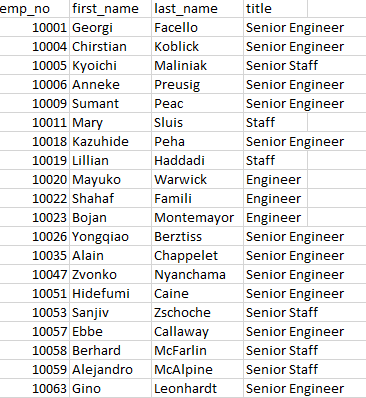 emp_no first_name last_name title
10001 Georgi Facello Senior Engineer
10004 Chirstian Koblick Senior Engineer
10005 Kyoichi Maliniak Senior Staff
10006 Anneke Preusig Senior Engineer
10009 Sumant Peac Senior Engineer
10011 Mary Sluis Staff
10018 Kazuhide Peha Senior Engineer
10019 Lillian Haddadi Staff
10020 Mayuko Warwick Engineer
10022 Shahaf Famili Engineer
10023 Bojan Montemayor Engineer
10026 Yongqiao Berztiss Senior Engineer
10035 Alain Chappelet Senior Engineer
10047 Zvonko Nyanchama Senior Engineer
10051 Hidefumi Caine Senior Engineer
10053 Sanjiv Zschoche Senior Staff
10057 Ebbe Callaway Senior Engineer
10058 Berhard McFarlin Senior Staff
10059 Alejandro McAlpine Senior Staff
10063 Gino Leonhardt Senior Engineer